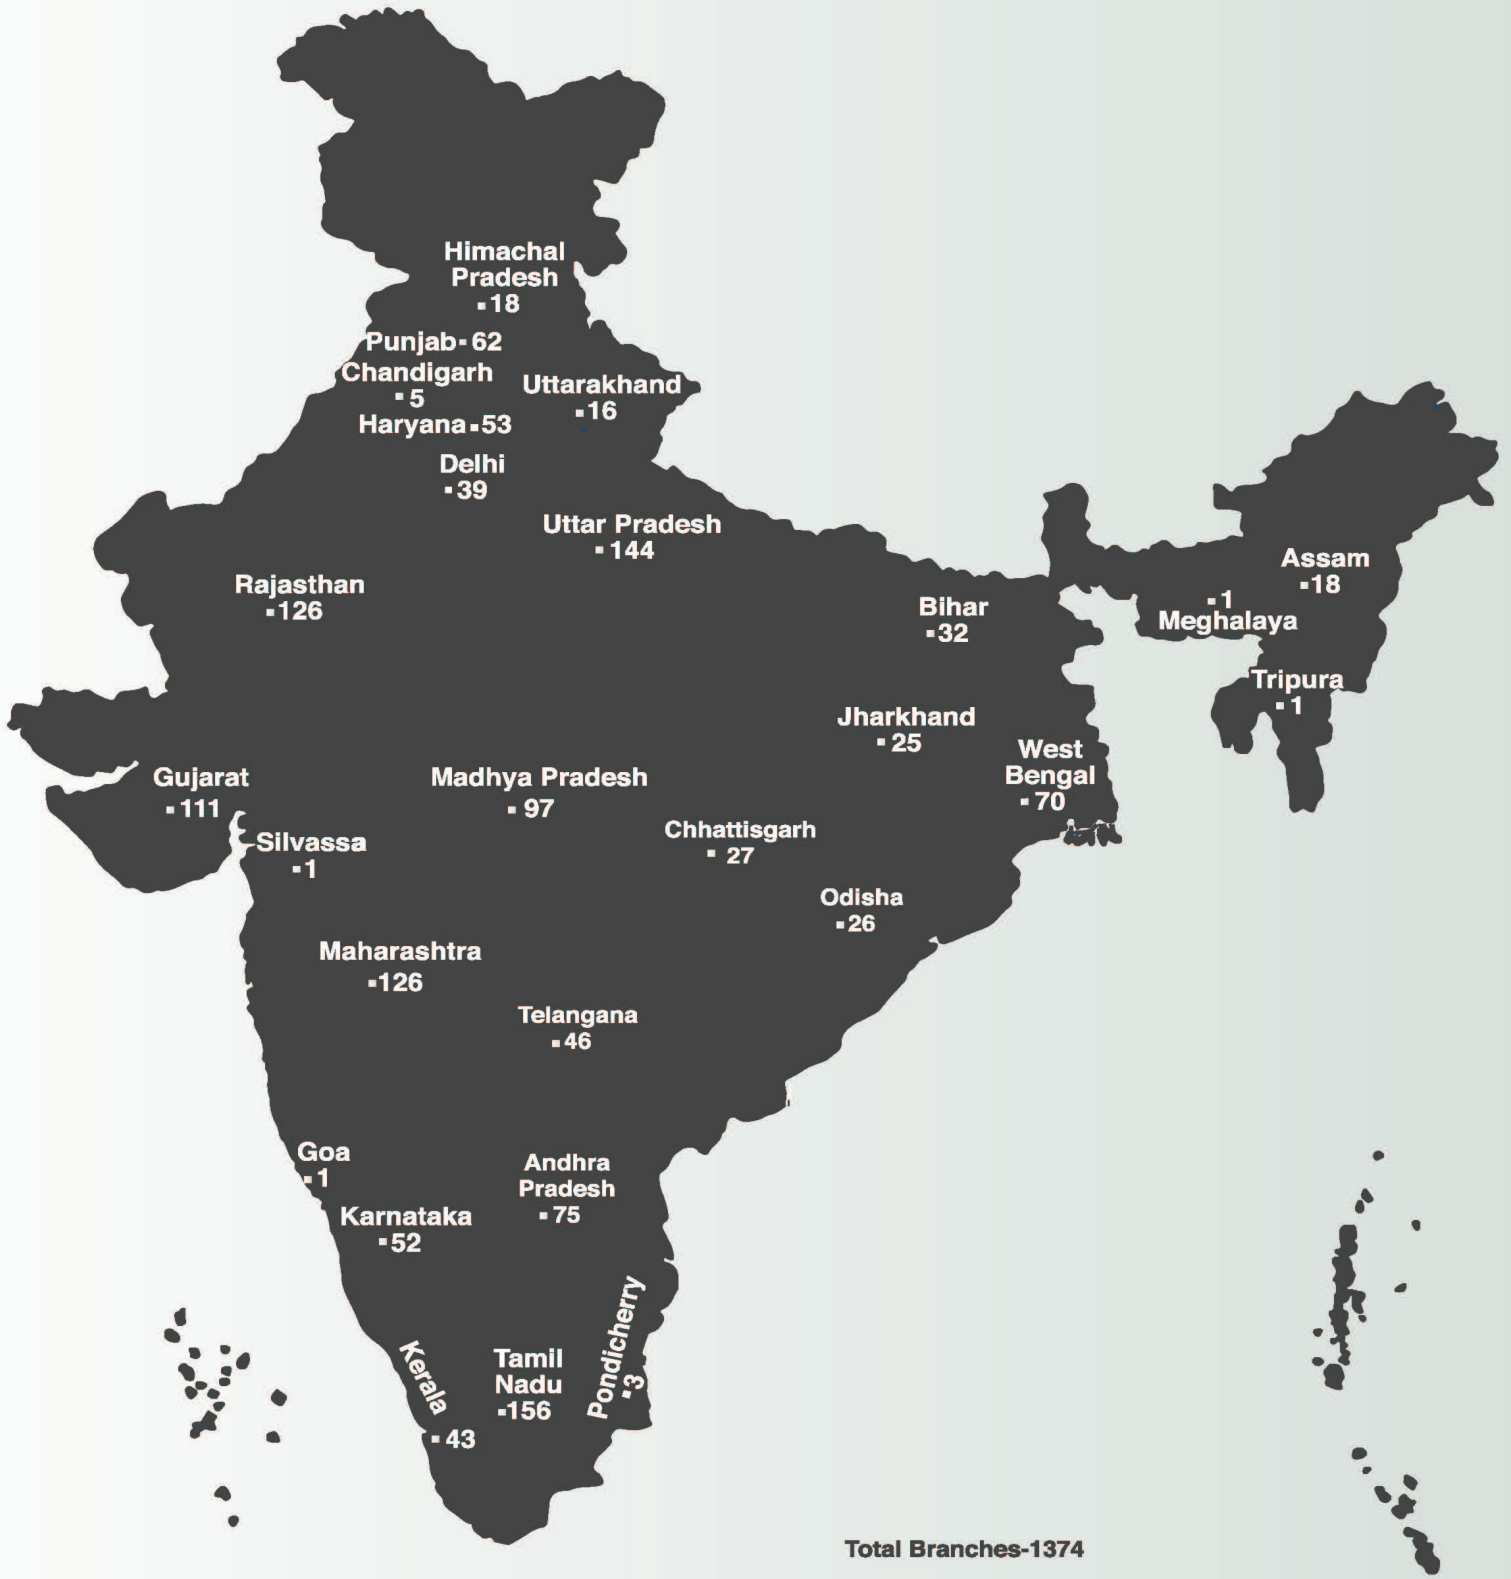 Himachal
Pradesh
18
Punjab 62
Chandigarh
5
Uttarakhand
16
Haryana 53
Delhi
39
Uttar Pradesh
144
Rajasthan
126
Bihar
32
Assam
18
1
Meghalaya
Tripura
1
Jharkhand
25
West
Bengal
70
Gujarat
111
Madhya Pradesh
97
Chhattisgarh
27
Silvassa
1
Odisha
26
Maharashtra
126
Telangana
46
Goa
1
Andhra
Pradesh
75
Karnataka
52
Pondicherry
3
Kerala
43
Tamil
Nadu
156
Total Branches-1374